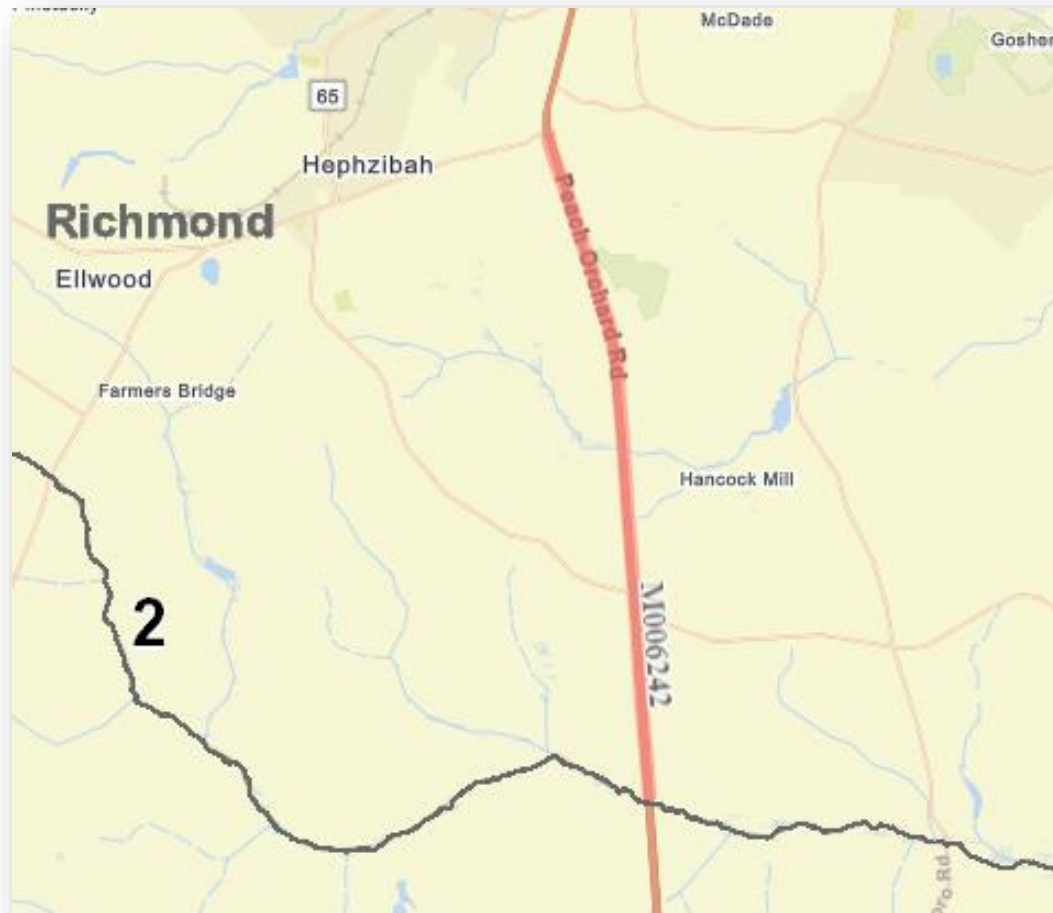 McDade
Goshen
65
Hephzibah
Peach Orchard Rd
Richmond
Ellwood
Farmers Bridge
Hancock Mill
M006242
2